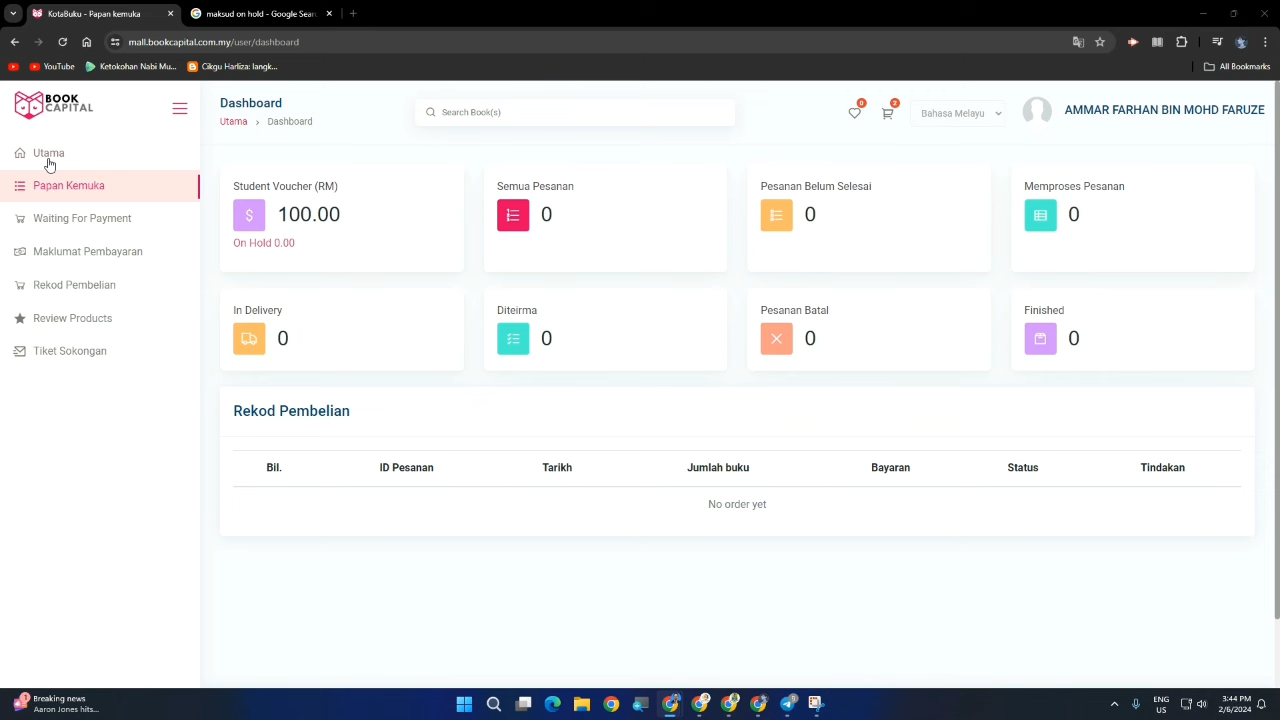 KotaBuku - Papan kemuka
maksud on hold - Google Searc
mall.bookcapital.com.my/user/dashboard
YouTube
Ketokohan Nabi Mu...
Cikgu Harliza: langk...
All Bookmarks
BOOK CAPITAL
Dashboard
Utama > Dashboard
Search Book(s)
0
2
Bahasa Melayu
AMMAR FARHAN BIN MOHD FARUZE
Utama
Papan Kemuka
Waiting For Payment
Maklumat Pembayaran
Rekod Pembelian
Review Products
Tiket Sokongan
Student Voucher (RM)
$ 100.00
On Hold 0.00
Semua Pesanan
0
Pesanan Belum Selesai
0
Memproses Pesanan
0
In Delivery
0
Diteirma
0
Pesanan Batal
0
Finished
0
Rekod Pembelian
Bil. ID Pesanan Tarikh Jumlah buku Bayaran Status Tindakan
No order yet
1
Breaking news
Aaron Jones hits...
ENG
US
3:44 PM
2/6/2024